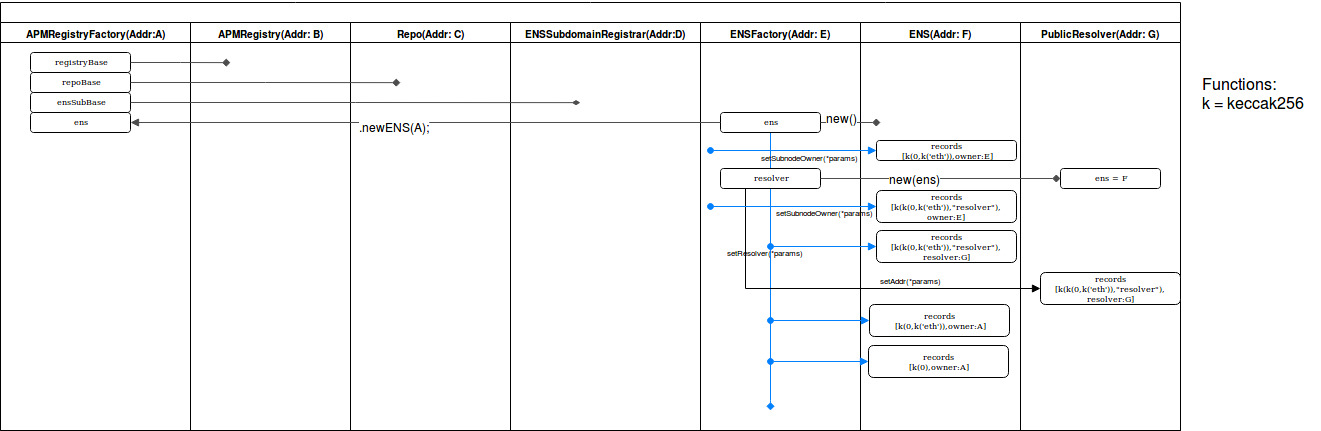 APMRegistryFactory(Addr:A)
APMRegistry(Addr: B)
Repo(Addr: C)
ENSSubdomainRegistrar(Addr:D)
ENSFactory(Addr: E)
ENS(Addr: F)
PublicResolver(Addr: G)
registryBase
repoBase
ensSubBase
ens
.newENS(A);
ens
.new()
Functions:
k = keccak256
records
[k(0,k('eth')),owner:E]
setSubnodeOwner(*params)
resolver
new(ens)
ens = F
records
[k(k(0,k('eth')),"resolver"),
owner:E]
setSubnodeOwner(*params)
records
[k(k(0,k('eth')),"resolver"),
resolver:G]
setResolver(*params)
setAddr(*params)
records
[k(k(0,k('eth')),"resolver"),
resolver:G]
records
[k(0,k('eth')),owner:A]
records
[k(0),owner:A]